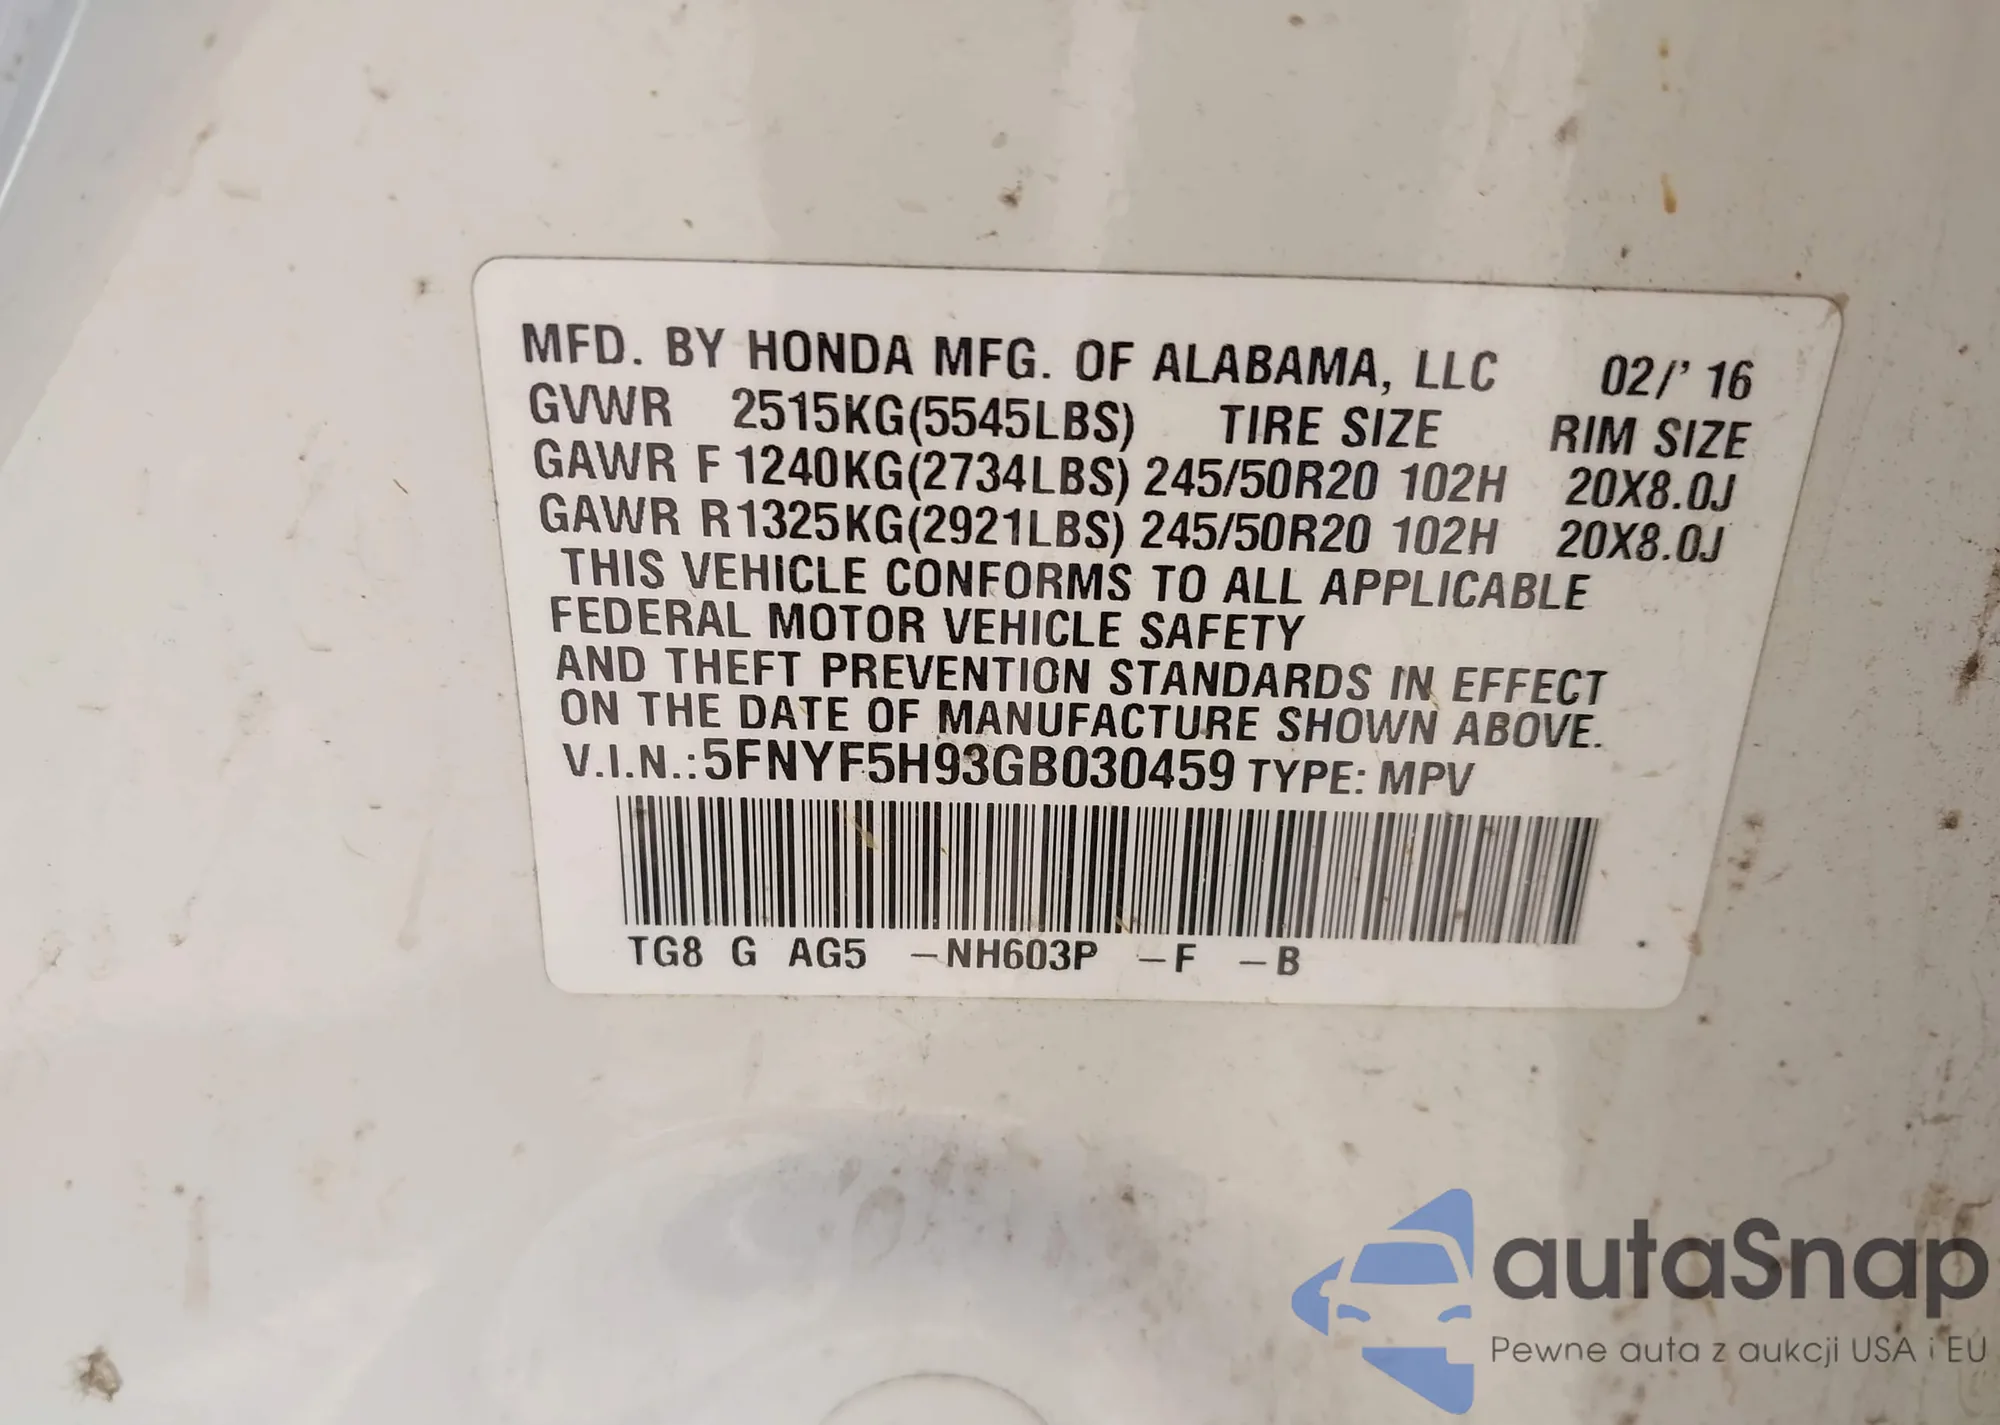 MFD. BY HONDA MFG. OF ALABAMA, LLC 02/' 16
GVWR 2515KG(5545LBS) TIRE SIZE RIM SIZE
GAWR F 1240KG(2734LBS) 245/50R20 102H 20X8.0J
GAWR R 1325KG(2921LBS) 245/50R20 102H 20X8.0J
THIS VEHICLE CONFORMS TO ALL APPLICABLE
FEDERAL MOTOR VEHICLE SAFETY
AND THEFT PREVENTION STANDARDS IN EFFECT
ON THE DATE OF MANUFACTURE SHOWN ABOVE.
V.I.N.:5FNYF5H93GB030459 TYPE: MPV
TG8 G AG5 -NH603P -F -B
autaSnap
Pewne auta z aukcji USA i EU